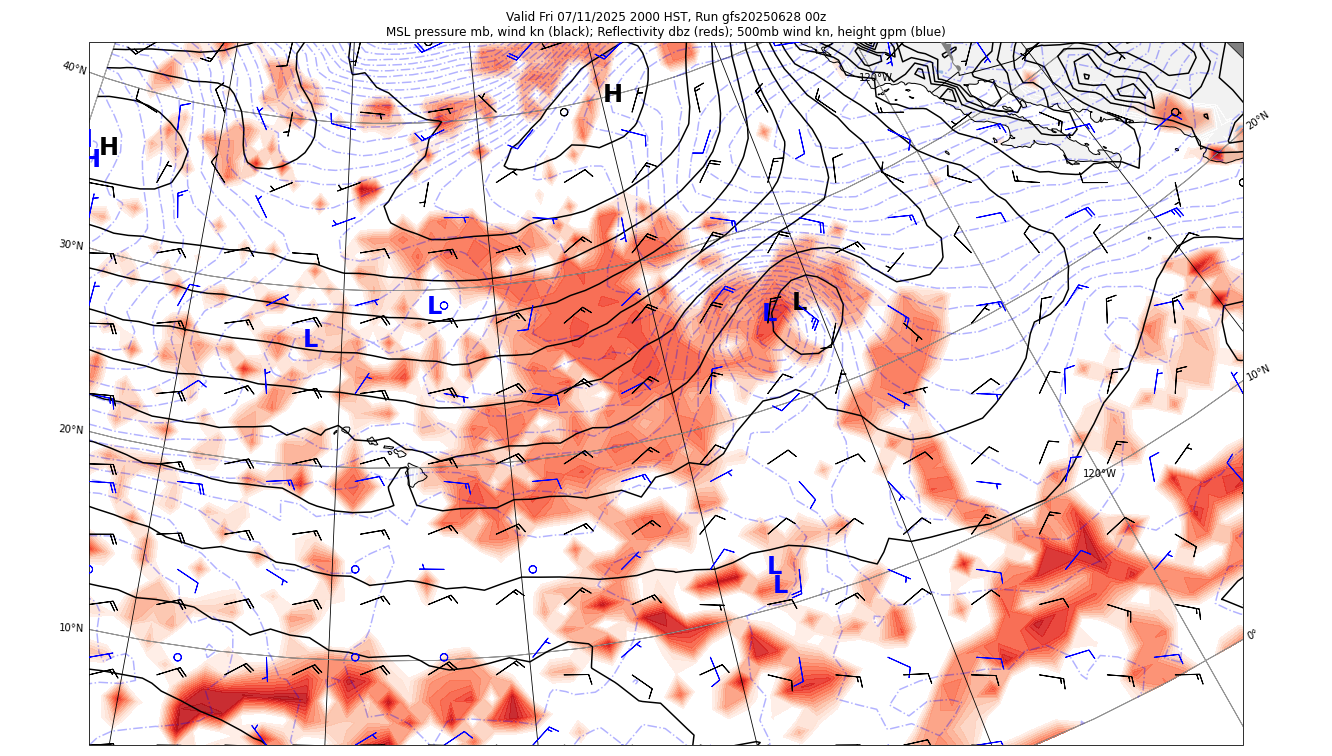 Valid Fri 07/11/2025 2000 HST, Run gfs20250628 00z
MSL pressure mb, wind kn (black); Reflectivity dbz (reds); 500mb wind kn, height gpm (blue)
40°N
120°W
H
20°N
H
H
30°N
L
L
L
L
10°N
20°N
120°W
L
L
10°N
0°